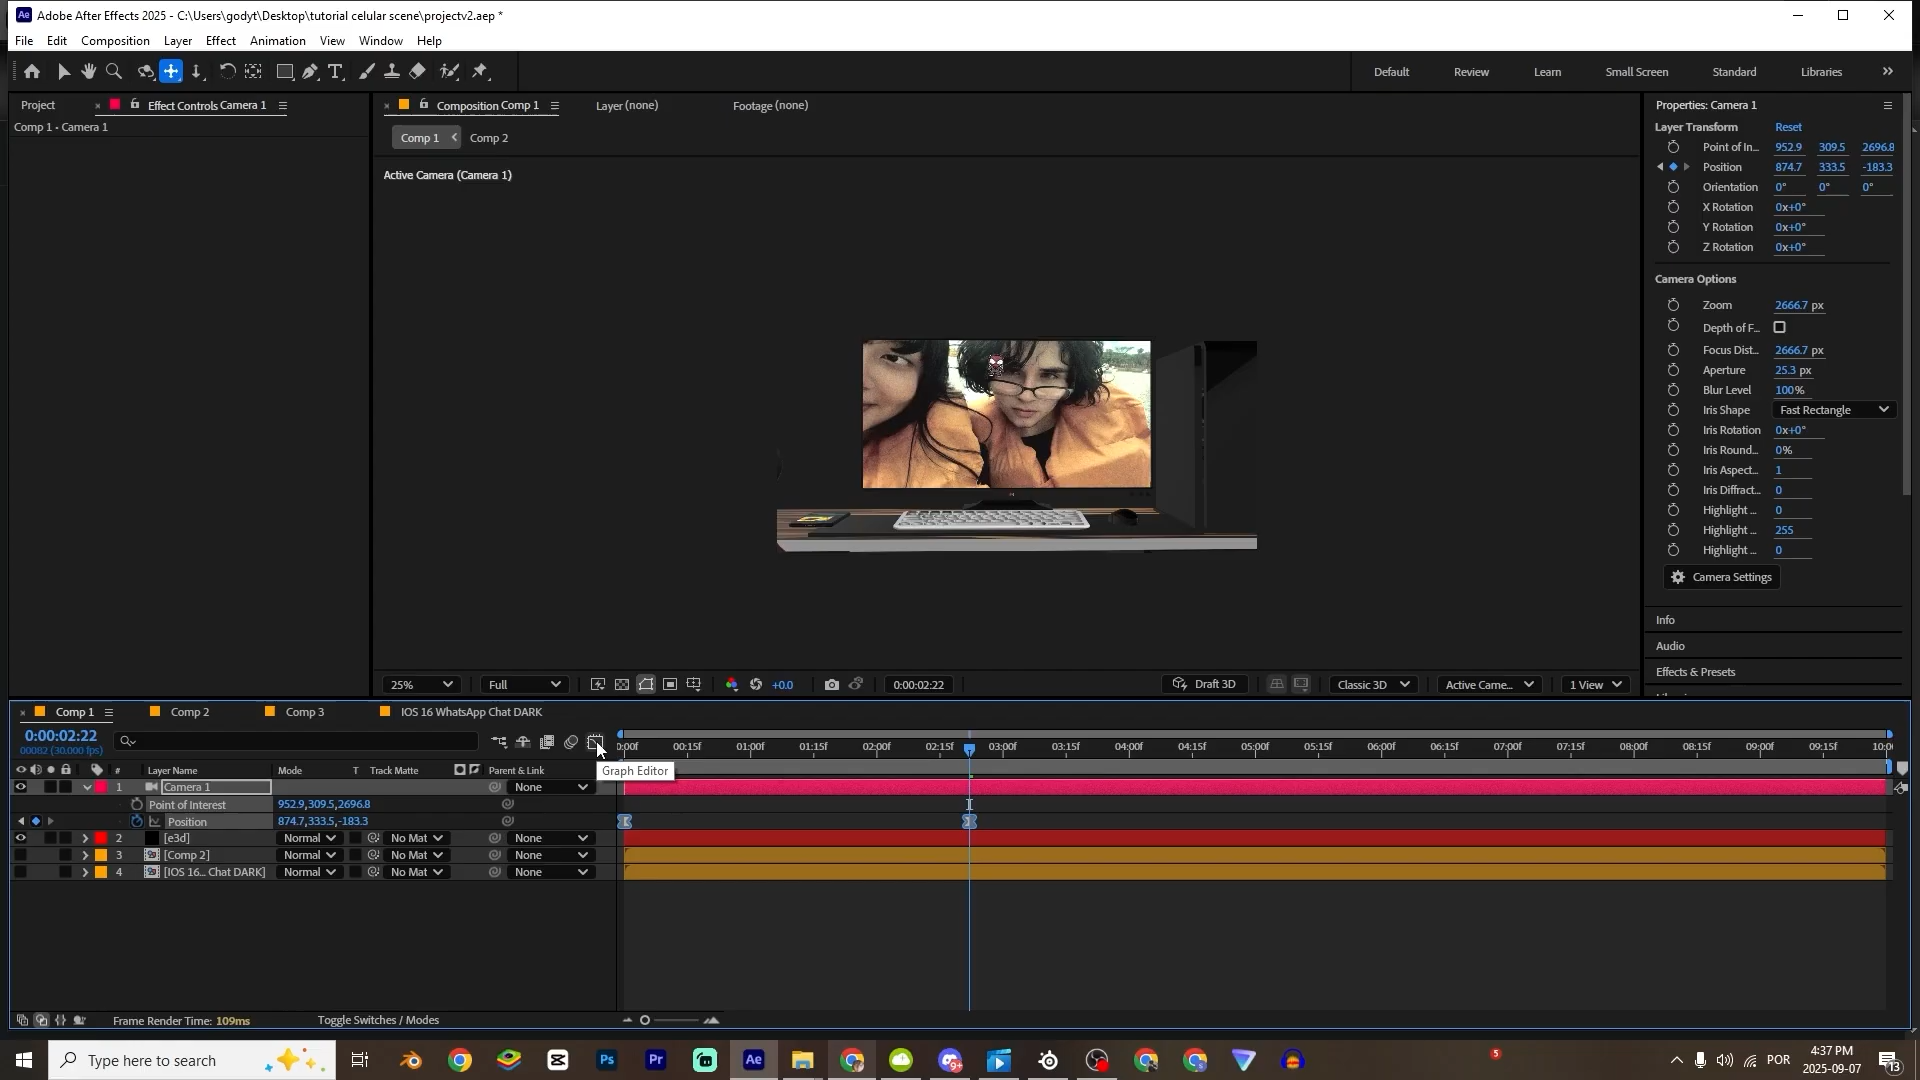 Adobe After Effects 2025 - C:\Users\godyt\Desktop\tutorial celular scene\projectv2.aep *
File Edit Composition Layer Effect Animation View Window Help
Default Review Learn Small Screen Standard Libraries
Project Effect Controls Camera 1
Comp 1 • Camera 1
Composition Comp 1 Layer (none) Footage (none)
Comp 1 Comp 2
Active Camera (Camera 1)
Properties: Camera 1
Layer Transform Reset
Point of In... 952.9 309.5 2696.8
Position 874.7 333.5 -183.3
Orientation 0° 0° 0°
X Rotation 0x+0°
Y Rotation 0x+0°
Z Rotation 0x+0°
Camera Options
Zoom 2666.7 px
Depth of F...
Focus Dist... 2666.7 px
Aperture 25.3 px
Blur Level 100%
Iris Shape Fast Rectangle
Iris Rotation 0x+0°
Iris Round... 0%
Iris Aspect... 1
Iris Diffract... 0
Highlight ... 0
Highlight ... 255
Highlight ... 0
Camera Settings
Info
Audio
Effects & Presets
25% Full +0.0 0:00:02:22 Draft 3D Classic 3D Active Came... 1 View
Comp 1 Comp 2 Comp 3 IOS 16 WhatsApp Chat DARK
0:00:02:22
00082 (30.000 fps)
0:00f 00:15f 01:00f 01:15f 02:00f 02:15f 03:00f 03:15f 04:00f 04:15f 05:00f 05:15f 06:00f 06:15f 07:00f 07:15f 08:00f 08:15f 09:00f 09:15f 10:0
# Layer Name Mode T Track Matte Parent & Link
Graph Editor
1 Camera 1 None
Point of Interest 952.9,309.5,2696.8
Position 874.7,333.5,-183.3
2 [e3d] Normal No Mat None
3 [Comp 2] Normal No Mat None
4 [IOS 16... Chat DARK] Normal No Mat None
Frame Render Time: 109ms Toggle Switches / Modes
Type here to search
Ps Pr Ae 9+ 5 POR 4:37 PM
2025-09-07 13